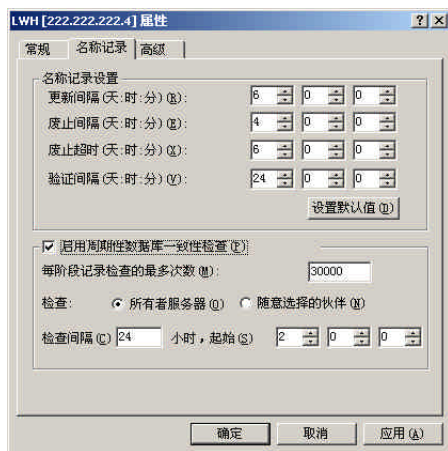 LWH [222.222.222.4] 属性
常规 名称记录 高级
名称记录设置
更新间隔(天:时:分)(R): 6 0 0
废止间隔(天:时:分)(E): 4 0 0
废止超时(天:时:分)(X): 6 0 0
验证间隔(天:时:分)(V): 24 0 0
设置默认值(D)
启用周期性数据库一致性检查(P)
每阶段记录检查的最多次数(M): 30000
检查: 所有者服务器(O) 随意选择的伙伴(N)
检查间隔(C) 24 小时,起始(S) 2 0 0
确定 取消 应用(A)